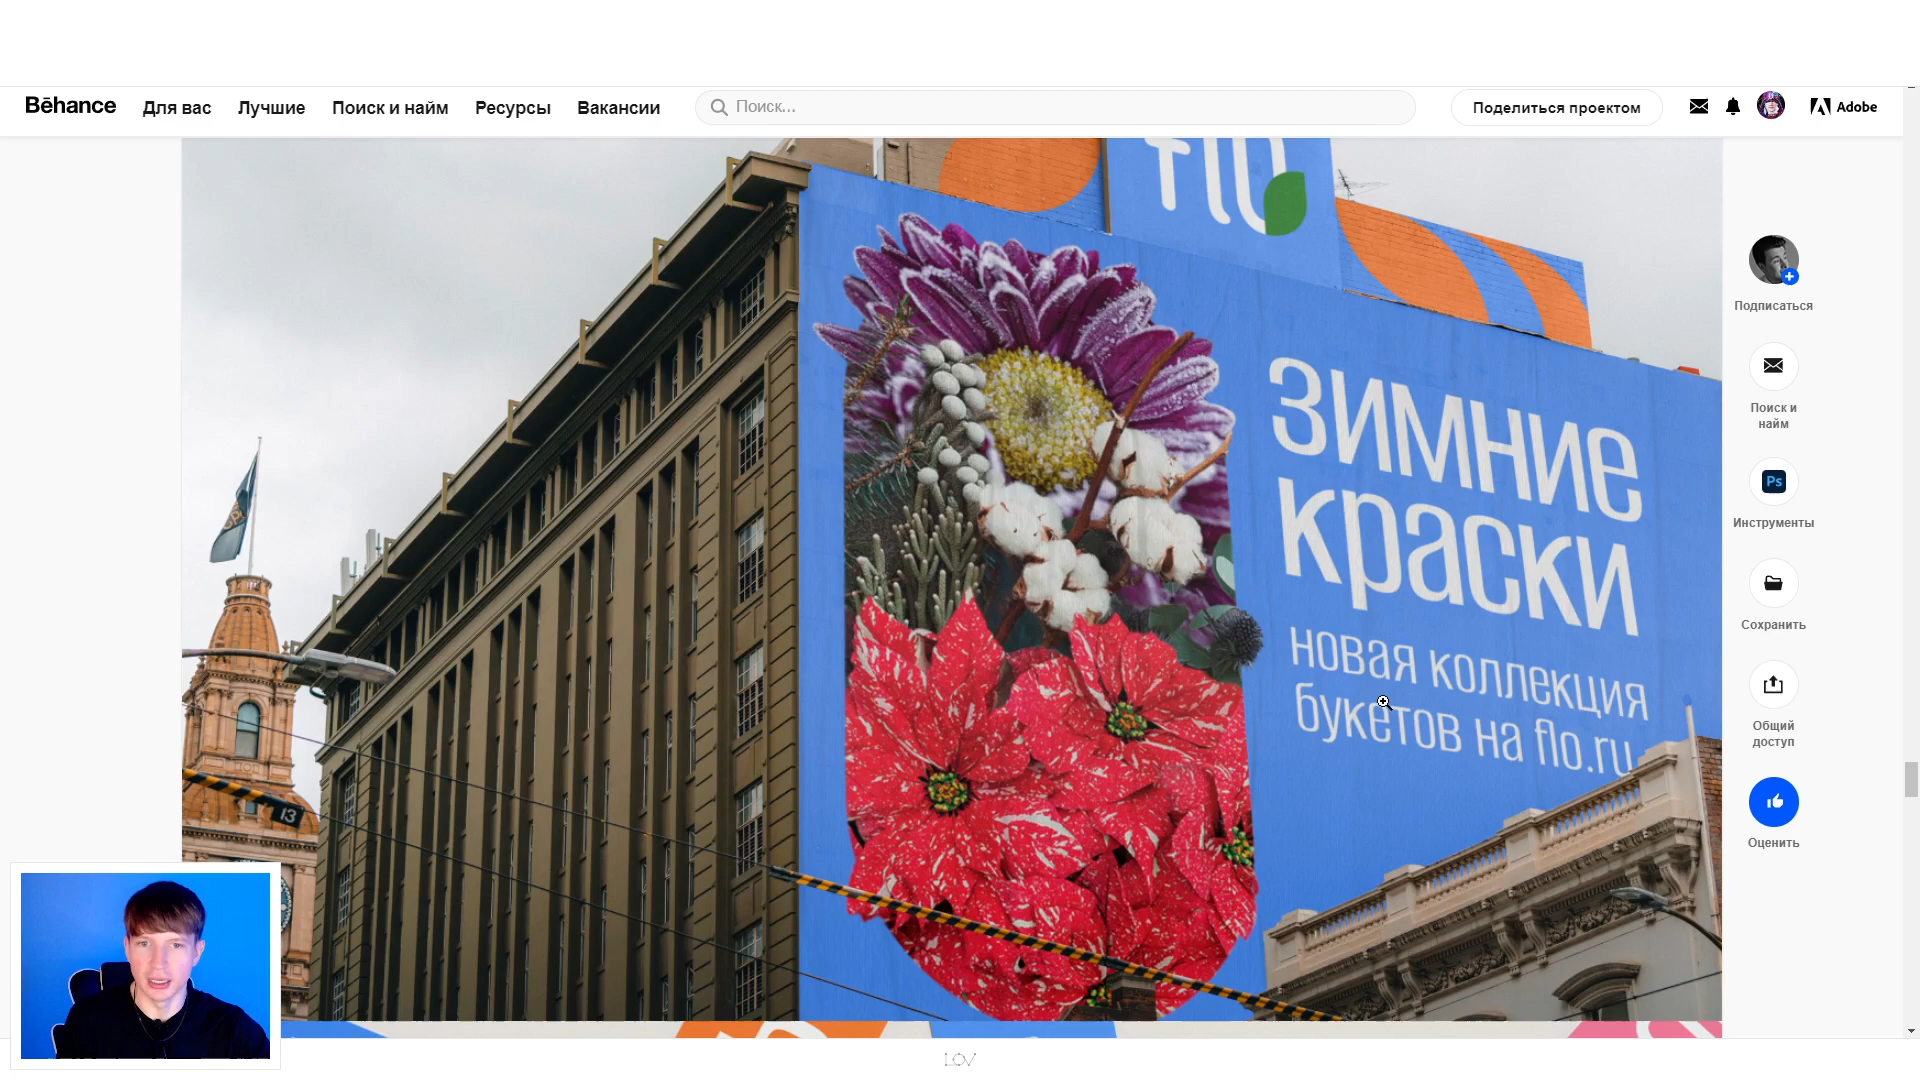 Bēhance
Для вас
Лучшие
Поиск и найм
Ресурсы
Вакансии
Поиск...
Поделиться проектом
Adobe
flo
зимние
краски
новая коллекция
букетов на flo.ru
13
Подписаться
Поиск и
найм
Ps
Инструменты
Сохранить
Общий
доступ
Оценить
LOV